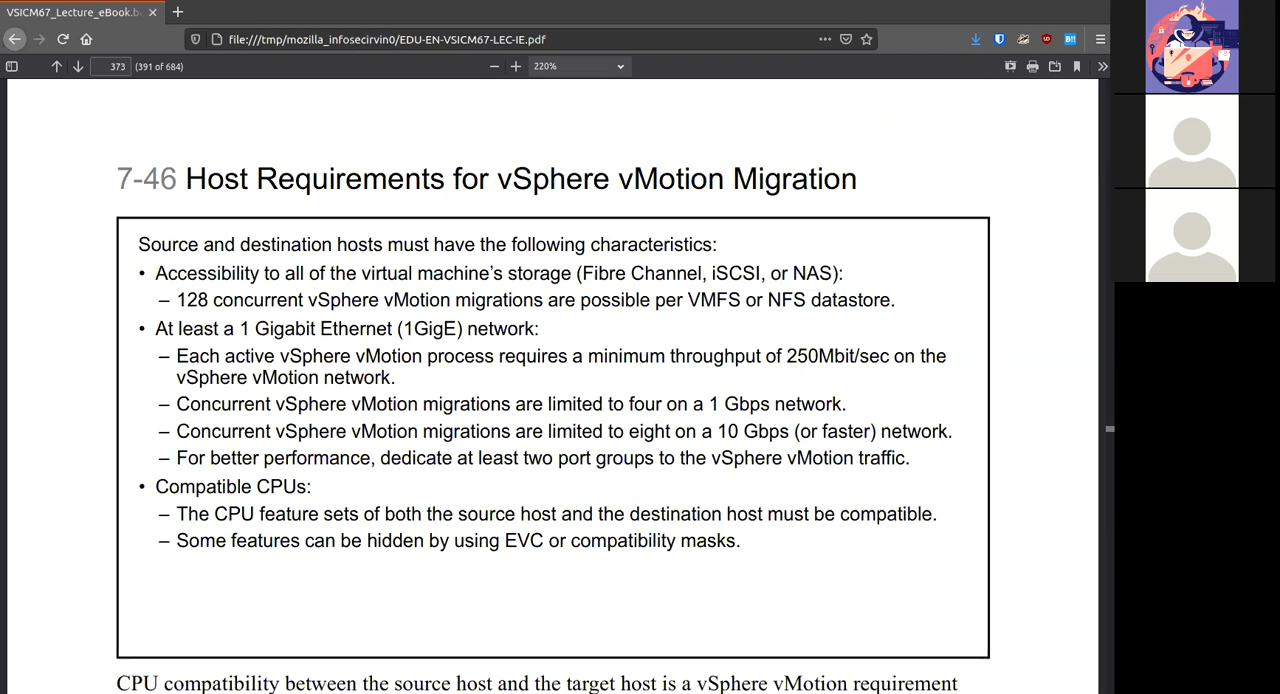 VSICM67_Lecture_eBook.b
file:///tmp/mozilla_infosecirvin0/EDU-EN-VSICM67-LEC-IE.pdf
373 (391 of 684)
220%
7-46 Host Requirements for vSphere vMotion Migration
Source and destination hosts must have the following characteristics:
• Accessibility to all of the virtual machine's storage (Fibre Channel, iSCSI, or NAS):
– 128 concurrent vSphere vMotion migrations are possible per VMFS or NFS datastore.
• At least a 1 Gigabit Ethernet (1GigE) network:
– Each active vSphere vMotion process requires a minimum throughput of 250Mbit/sec on the
vSphere vMotion network.
– Concurrent vSphere vMotion migrations are limited to four on a 1 Gbps network.
– Concurrent vSphere vMotion migrations are limited to eight on a 10 Gbps (or faster) network.
– For better performance, dedicate at least two port groups to the vSphere vMotion traffic.
• Compatible CPUs:
– The CPU feature sets of both the source host and the destination host must be compatible.
– Some features can be hidden by using EVC or compatibility masks.
CPU compatibility between the source host and the target host is a vSphere vMotion requirement